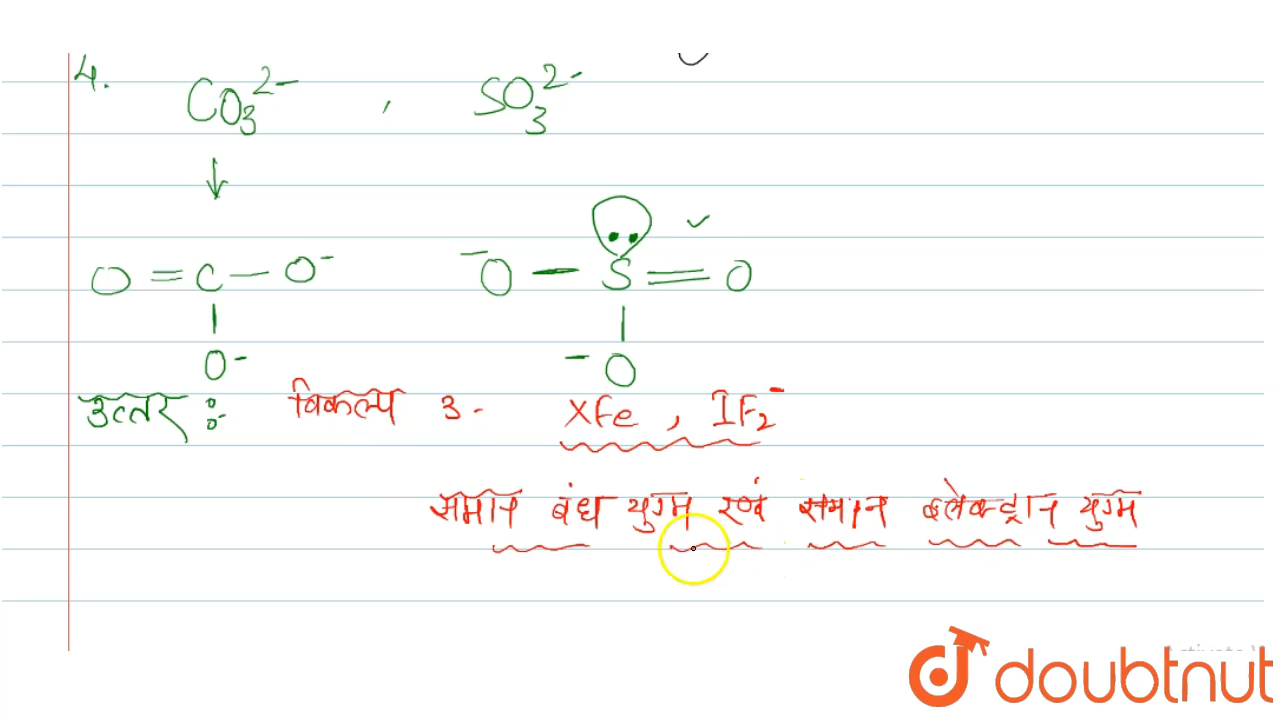 4. CO₃²⁻ , SO₃²⁻
↓
O = C – O⁻ ⁻O – S = O
O⁻ ⁻O
उत्तर : विकल्प 3. XFe , IF₂⁻
समान बंध युग्म एवं समान इलेक्ट्रान युग्म
doubtnut